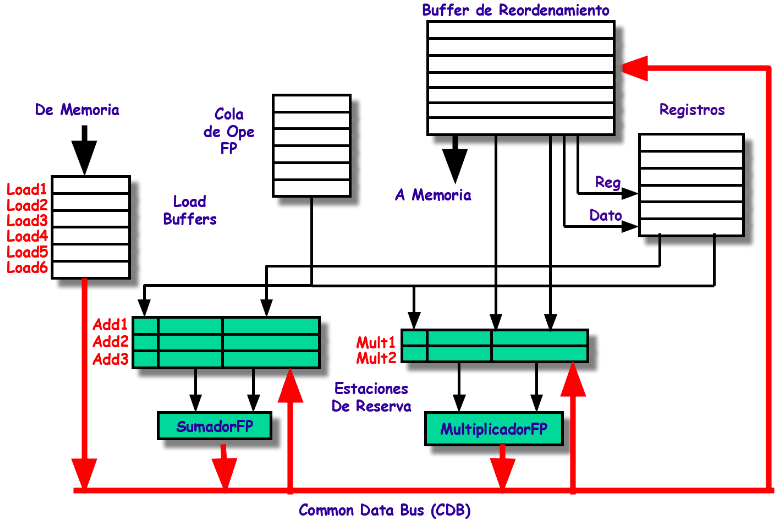 Buffer de Reordenamiento
De Memoria
Cola
de Ope
FP
Registros
Load1
Load2
Load3
Load4
Load5
Load6
Load
Buffers
A Memoria
Reg
Dato
Add1
Add2
Add3
Mult1
Mult2
Estaciones
De Reserva
SumadorFP
MultiplicadorFP
Common Data Bus (CDB)